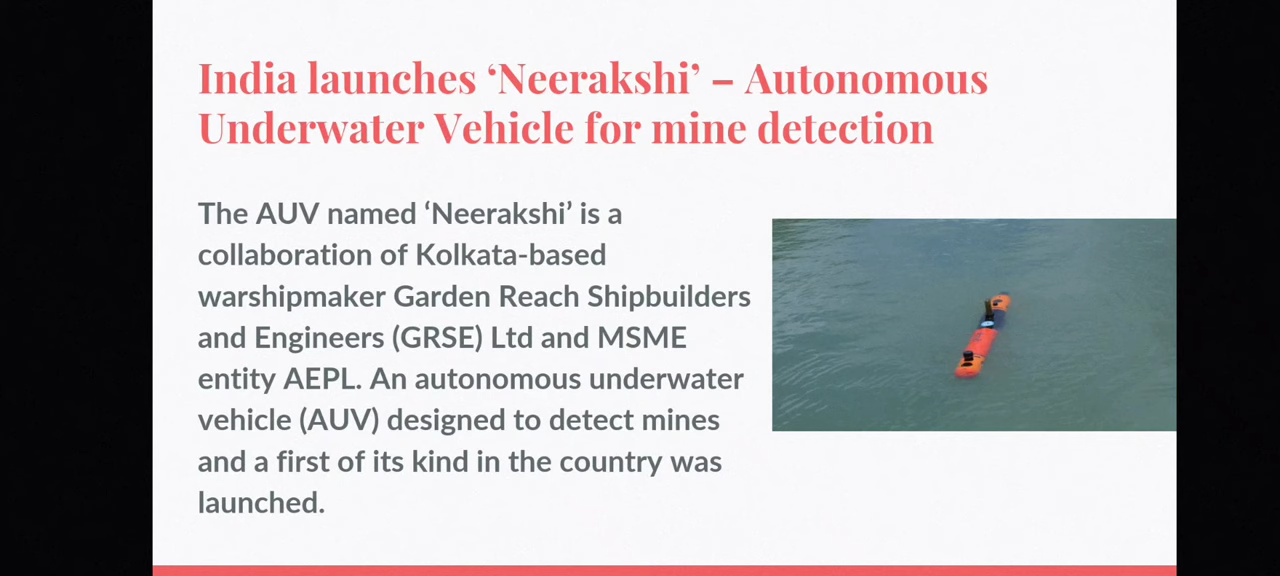 India launches ‘Neerakshi’ – Autonomous
Underwater Vehicle for mine detection
The AUV named ‘Neerakshi’ is a
collaboration of Kolkata-based
warshipmaker Garden Reach Shipbuilders
and Engineers (GRSE) Ltd and MSME
entity AEPL. An autonomous underwater
vehicle (AUV) designed to detect mines
and a first of its kind in the country was
launched.